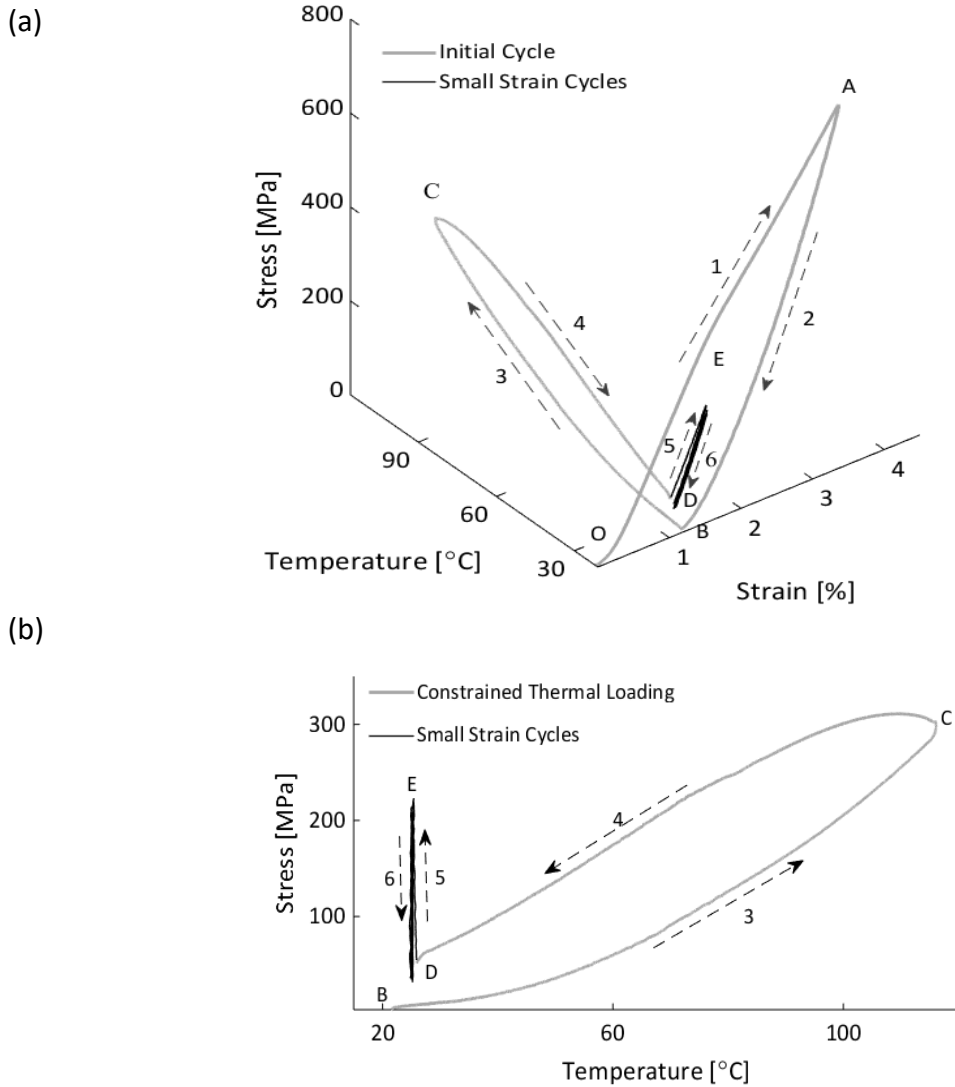 (a)
800
600
400
200
0
Stress [MPa]
Initial Cycle
Small Strain Cycles
A
C
1
2
3
4
E
5
6
D
B
O
90
60
30
Temperature [°C]
1
2
3
4
Strain [%]
(b)
300
200
100
Stress [MPa]
Constrained Thermal Loading
Small Strain Cycles
C
E
4
6
5
3
D
B
20
60
100
Temperature [°C]